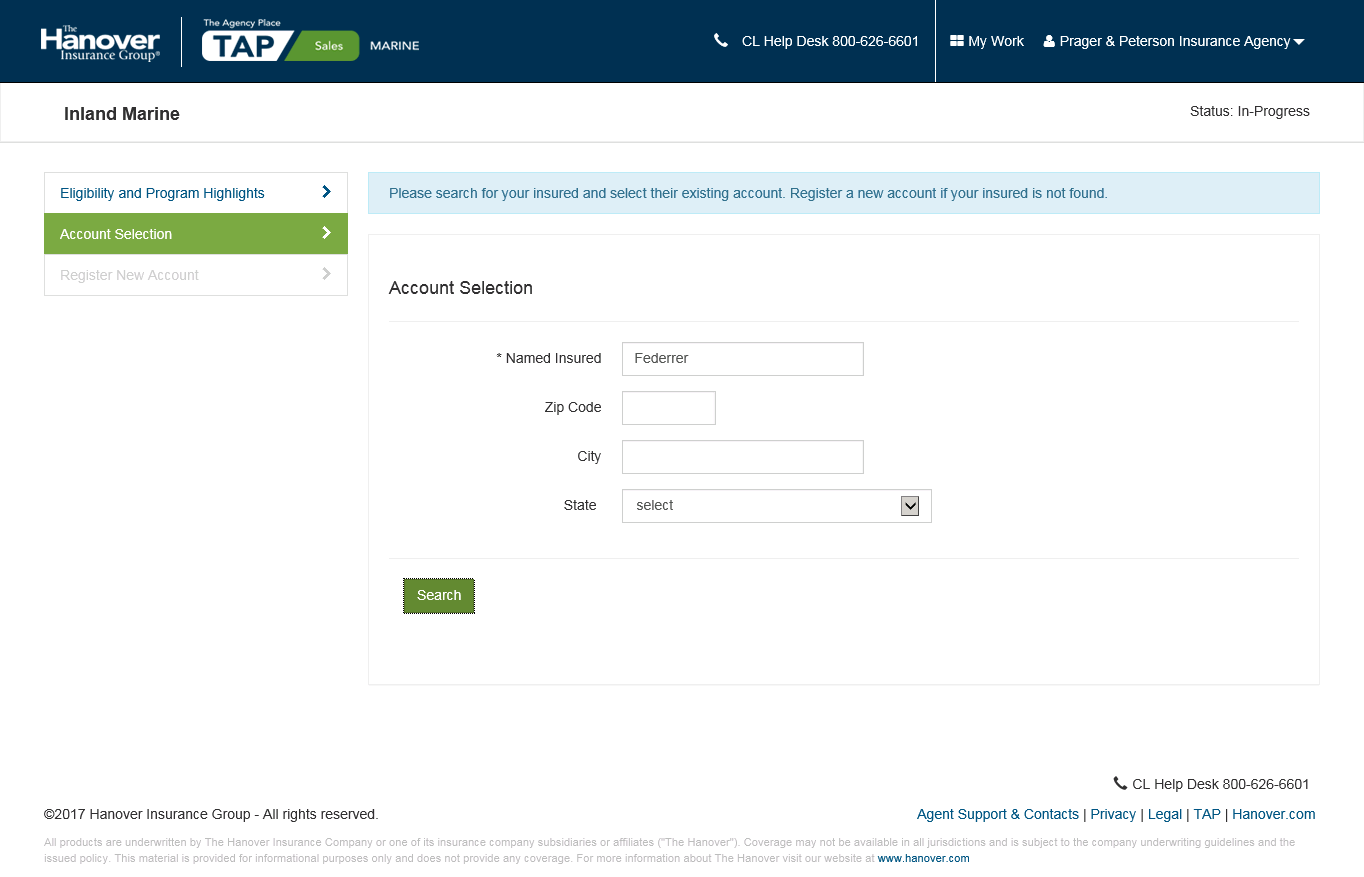 The Hanover Insurance Group®
The Agency Place
TAP Sales MARINE
CL Help Desk 800-626-6601
My Work
Prager & Peterson Insurance Agency
Inland Marine
Status: In-Progress
Eligibility and Program Highlights
Account Selection
Register New Account
Please search for your insured and select their existing account. Register a new account if your insured is not found.
Account Selection
* Named Insured Federrer
Zip Code
City
State select
Search
CL Help Desk 800-626-6601
©2017 Hanover Insurance Group - All rights reserved.
Agent Support & Contacts | Privacy | Legal | TAP | Hanover.com
All products are underwritten by The Hanover Insurance Company or one of its insurance company subsidiaries or affiliates ("The Hanover"). Coverage may not be available in all jurisdictions and is subject to the company underwriting guidelines and the
issued policy. This material is provided for informational purposes only and does not provide any coverage. For more information about The Hanover visit our website at www.hanover.com